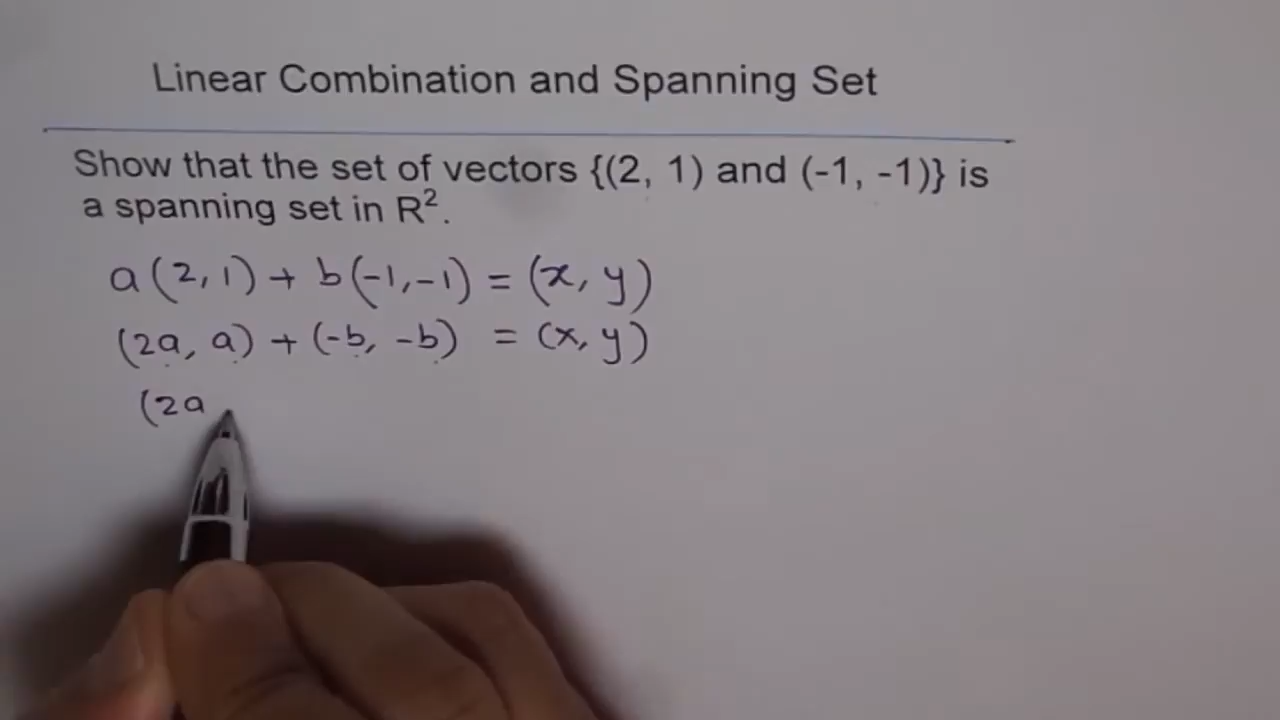 Linear Combination and Spanning Set
Show that the set of vectors {(2, 1) and (-1, -1)} is
a spanning set in R².
a(2,1) + b(-1,-1) = (x, y)
(2a, a) + (-b, -b) = (x, y)
(2a